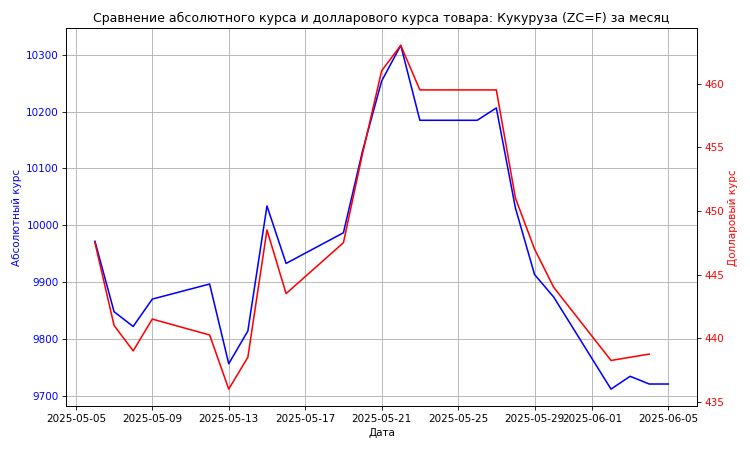 Сравнение абсолютного курса и долларового курса товара: Кукуруза (ZC=F) за месяц
Абсолютный курс
10300
10200
10100
10000
9900
9800
9700
460
455
450
445
440
435
Долларовый курс
2025-05-05 2025-05-09 2025-05-13 2025-05-17 2025-05-21 2025-05-25 2025-05-29 2025-06-01 2025-06-05
Дата